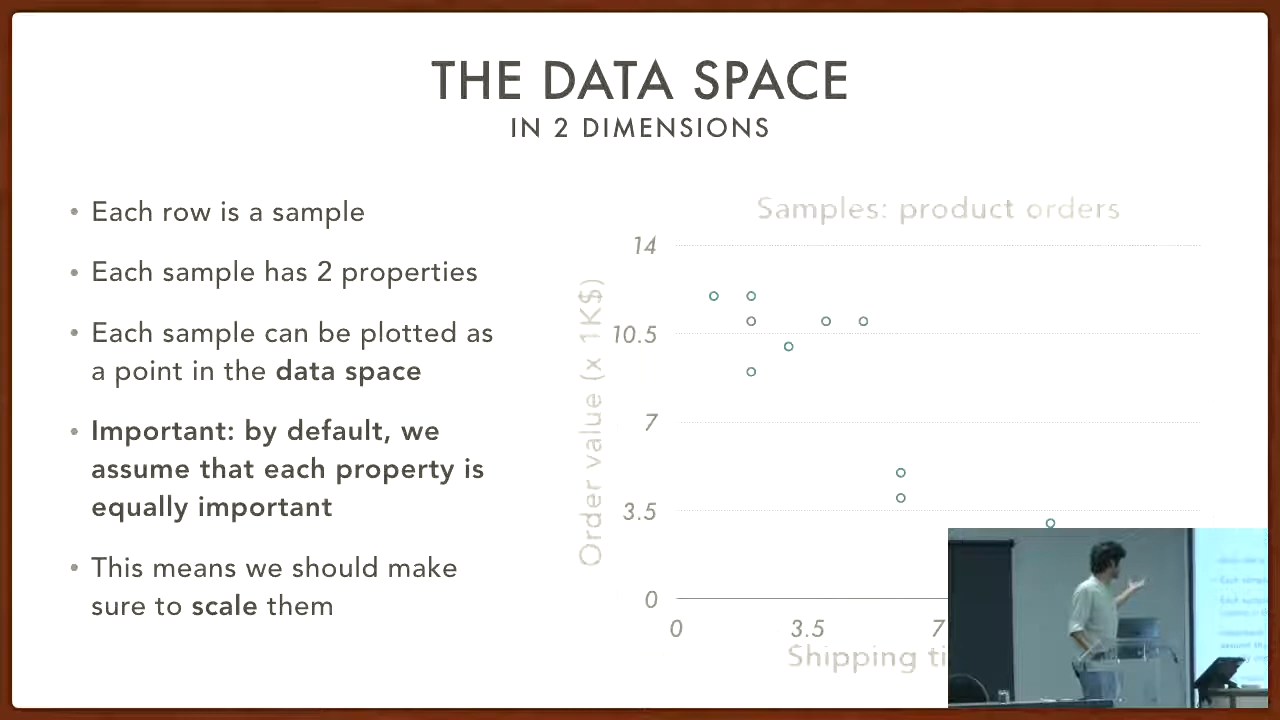 THE DATA SPACE
IN 2 DIMENSIONS
• Each row is a sample
• Each sample has 2 properties
• Each sample can be plotted as
a point in the data space
• Important: by default, we
assume that each property is
equally important
• This means we should make
sure to scale them
Samples: product orders
Order value (x 1K$)
14
10.5
7
3.5
0
0 3.5 7
Shipping